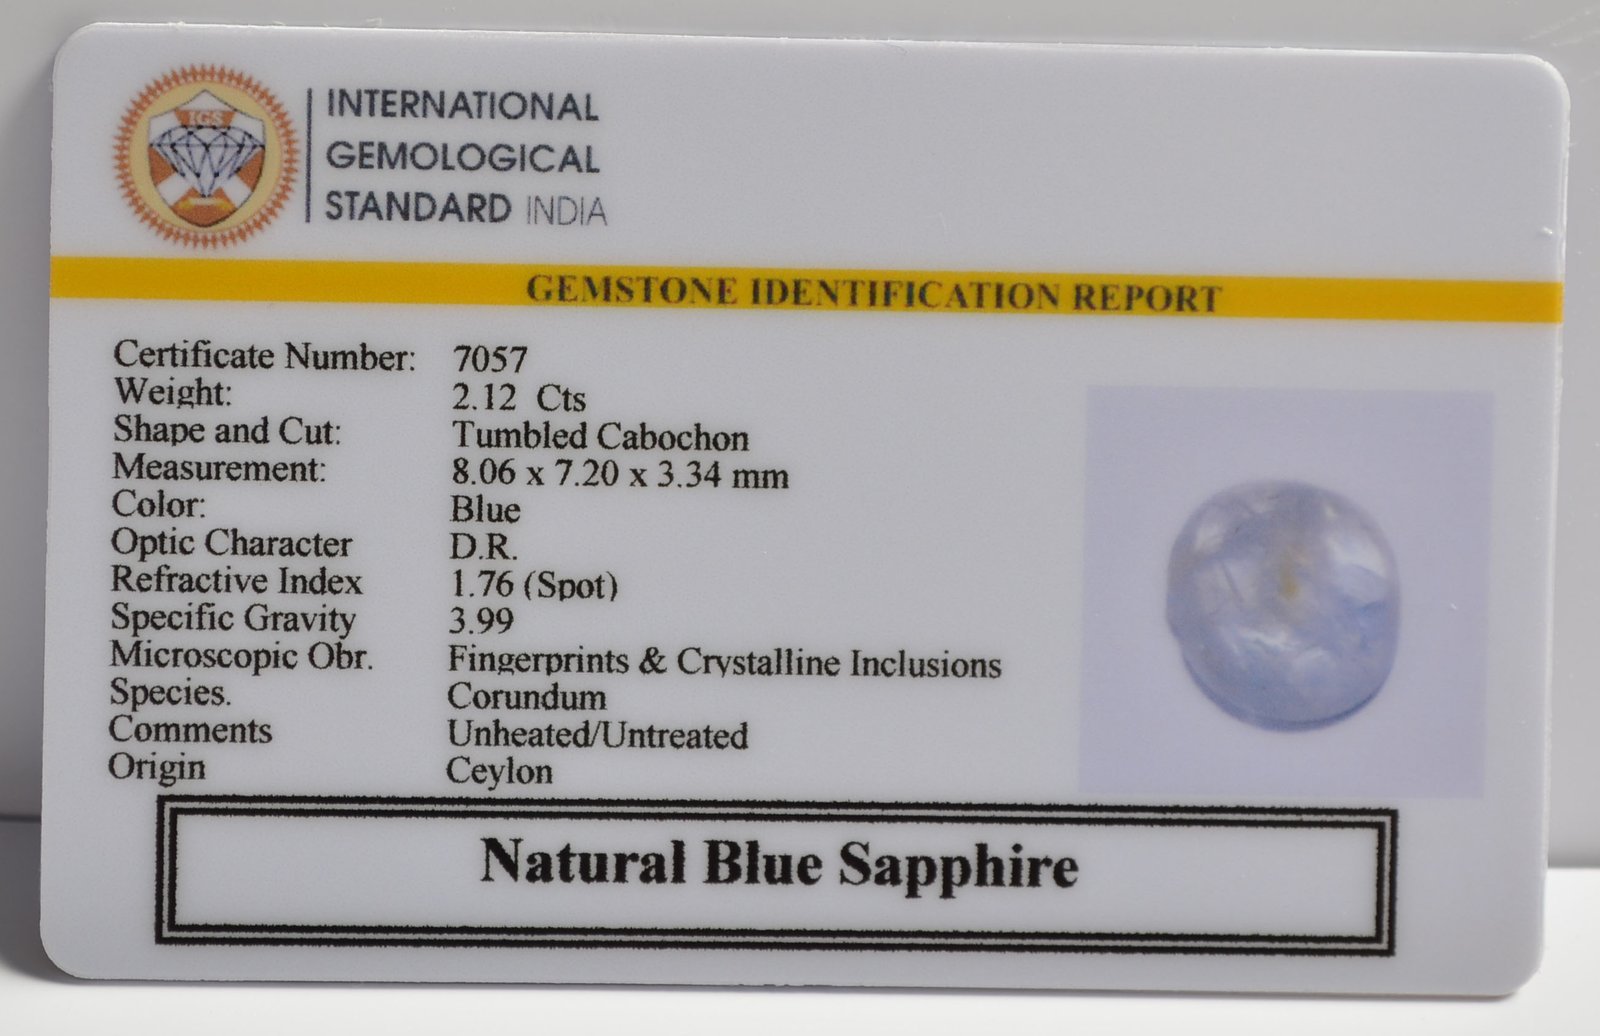 IGS
INTERNATIONAL
GEMOLOGICAL
STANDARD INDIA
GEMSTONE IDENTIFICATION REPORT
Certificate Number: 7057
Weight: 2.12 Cts
Shape and Cut: Tumbled Cabochon
Measurement: 8.06 x 7.20 x 3.34 mm
Color: Blue
Optic Character D.R.
Refractive Index 1.76 (Spot)
Specific Gravity 3.99
Microscopic Obr. Fingerprints & Crystalline Inclusions
Species. Corundum
Comments Unheated/Untreated
Origin Ceylon
Natural Blue Sapphire